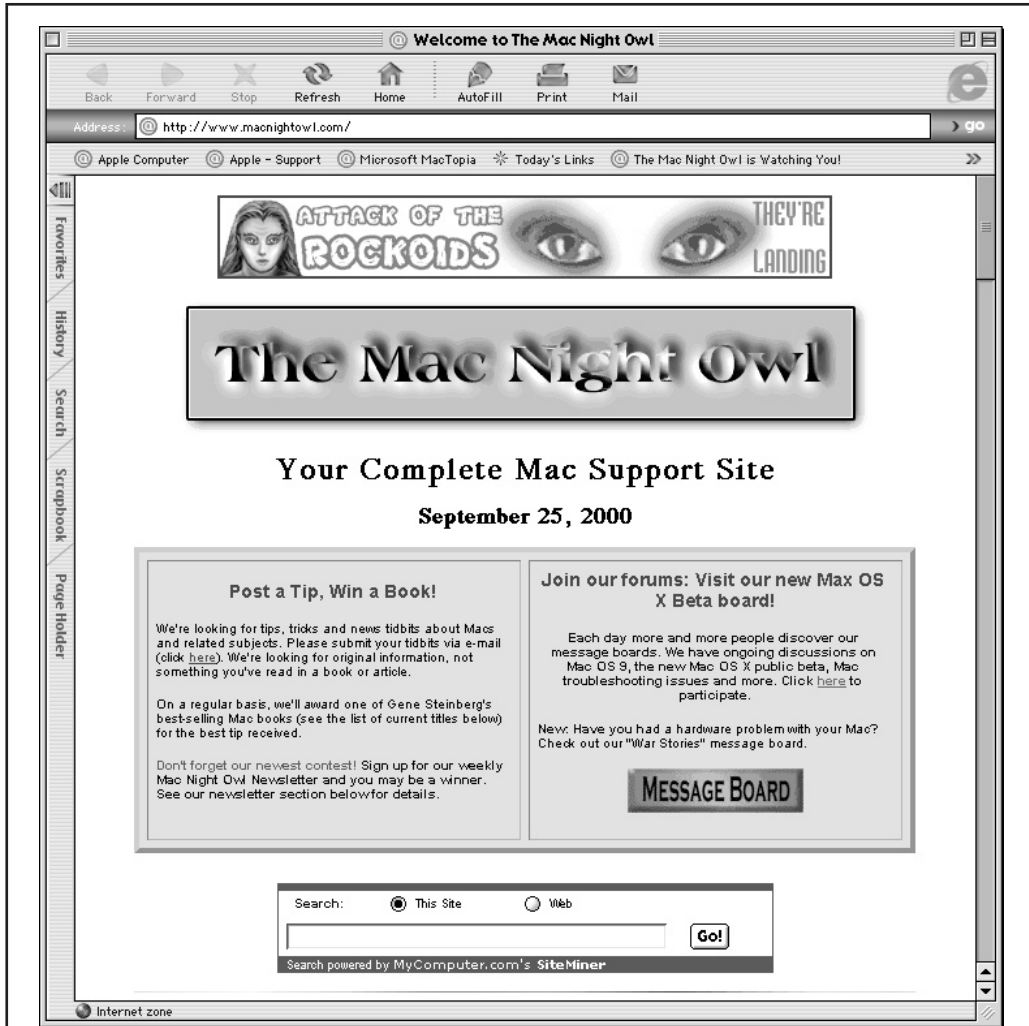 Welcome to The Mac Night Owl
Back Forward Stop Refresh Home AutoFill Print Mail
Address: http://www.macnightowl.com/ go
Apple Computer Apple - Support Microsoft MacTopia Today's Links The Mac Night Owl is Watching You!
Favorites
History
Search
Scrapbook
Page Holder
ATTACK OF THE
ROCKOIDS
THEY'RE
LANDING
The Mac Night Owl
Your Complete Mac Support Site
September 25, 2000
Post a Tip, Win a Book!
We're looking for tips, tricks and news tidbits about Macs
and related subjects. Please submit your tidbits via e-mail
(click here). We're looking for original information, not
something you've read in a book or article.
On a regular basis, we'll award one of Gene Steinberg's
best-selling Mac books (see the list of current titles below)
for the best tip received.
Don't forget our newest contest! Sign up for our weekly
Mac Night Owl Newsletter and you may be a winner.
See our newsletter section below for details.
Join our forums: Visit our new Max OS
X Beta board!
Each day more and more people discover our
message boards. We have ongoing discussions on
Mac OS 9, the new Mac OS X public beta, Mac
troubleshooting issues and more. Click here to
participate.
New: Have you had a hardware problem with your Mac?
Check out our "War Stories" message board.
MESSAGE BOARD
Search: This Site Web
Go!
Search powered by MyComputer.com's SiteMiner
Internet zone